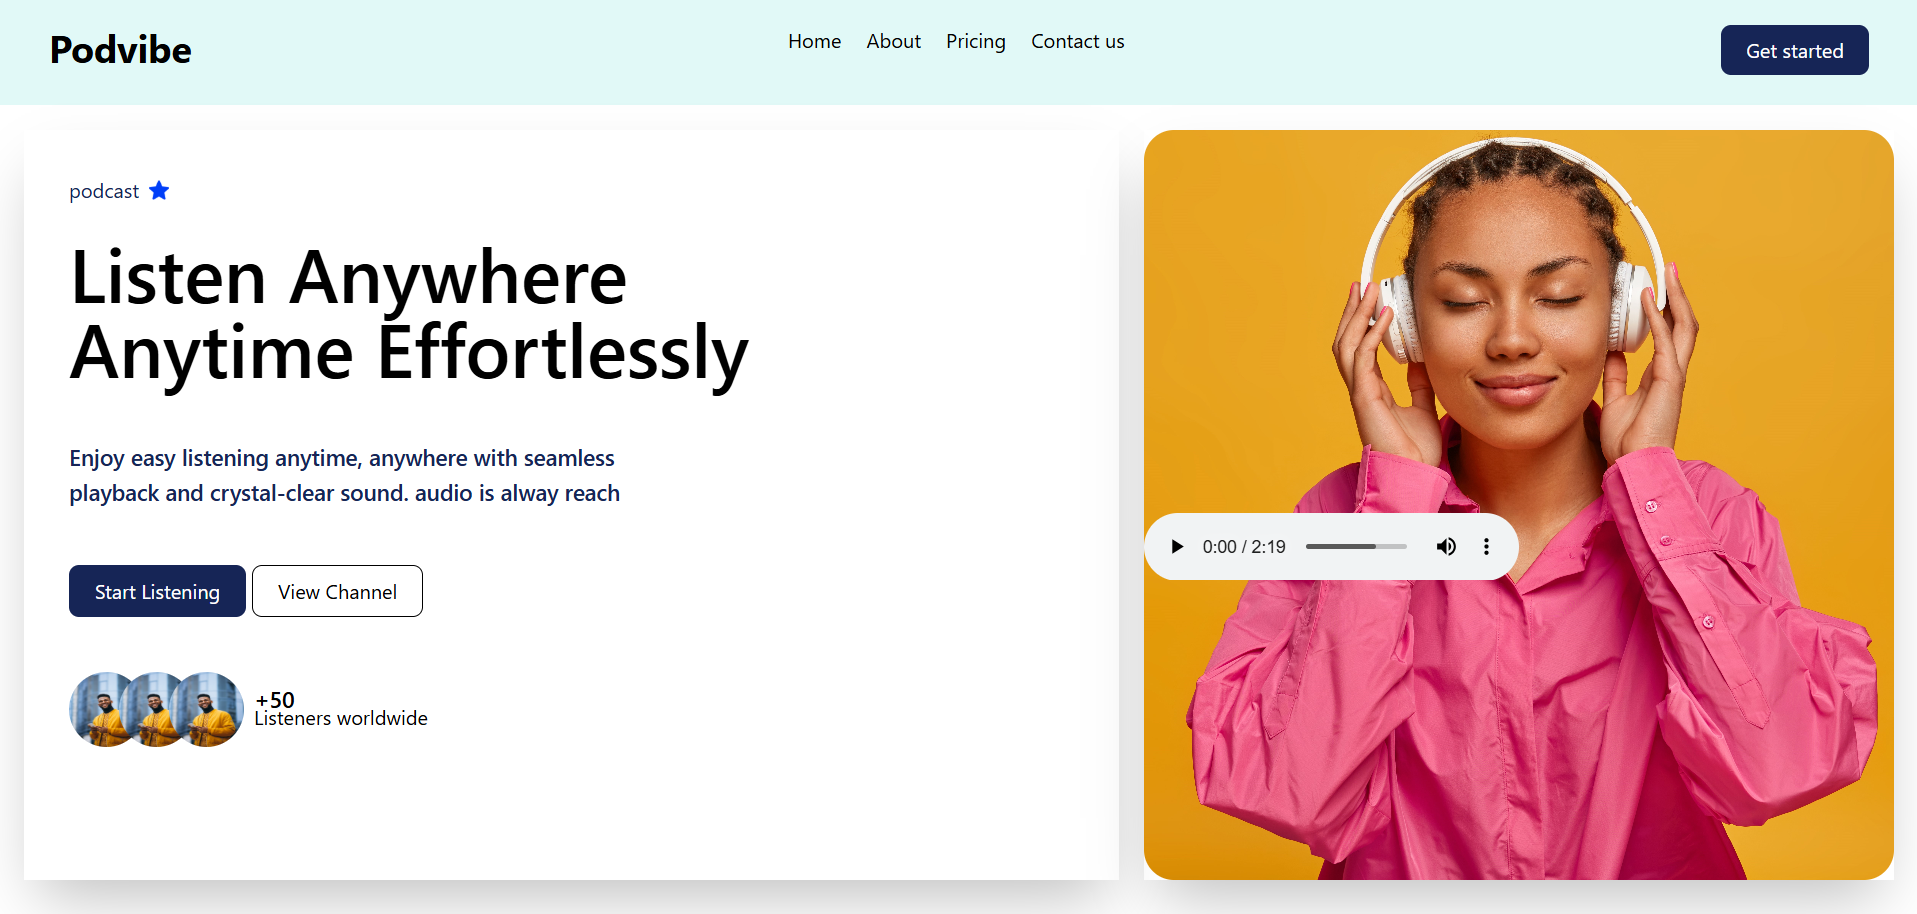 Podvibe
Home About Pricing Contact us
Get started
podcast
Listen Anywhere
Anytime Effortlessly
Enjoy easy listening anytime, anywhere with seamless
playback and crystal-clear sound. audio is alway reach
Start Listening View Channel
+50
Listeners worldwide
0:00 / 2:19